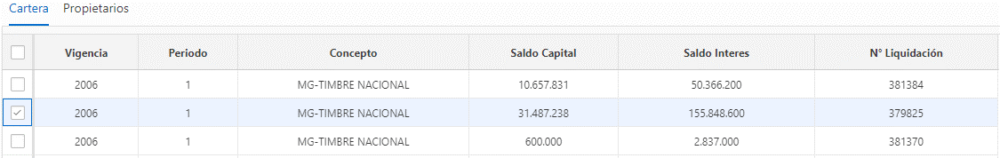 Cartera Propietarios
Vigencia Periodo Concepto Saldo Capital Saldo Interes N° Liquidación
2006 1 MG-TIMBRE NACIONAL 10.657.831 50.366.200 381384
2006 1 MG-TIMBRE NACIONAL 31.487.238 155.848.600 379825
2006 1 MG-TIMBRE NACIONAL 600.000 2.837.000 381370